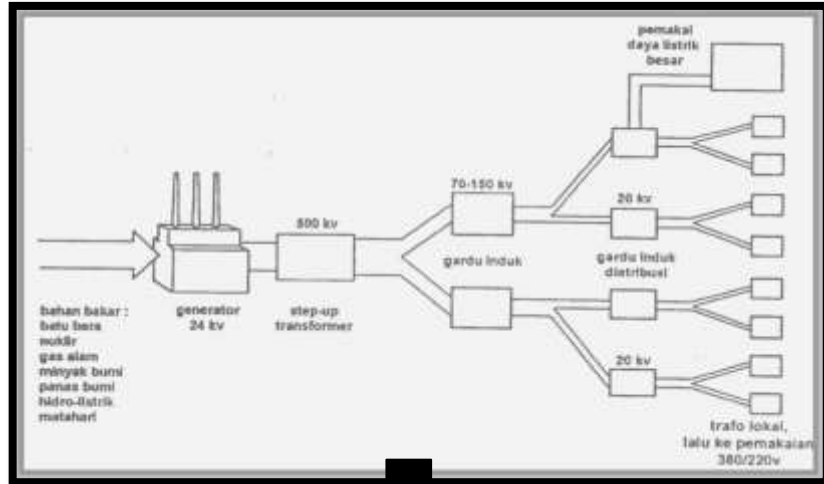 pemakai
daya listrik
besar
70-150 kv
20 kv
500 kv
gardu induk
gardu induk
distribusi
bahan bakar :
batu bara
nuklir
gas alam
minyak bumi
panas bumi
hidro-listrik
matahari
generator
24 kv
step-up
transformer
20 kv
trafo lokal,
lalu ke pemakaian
380/220v